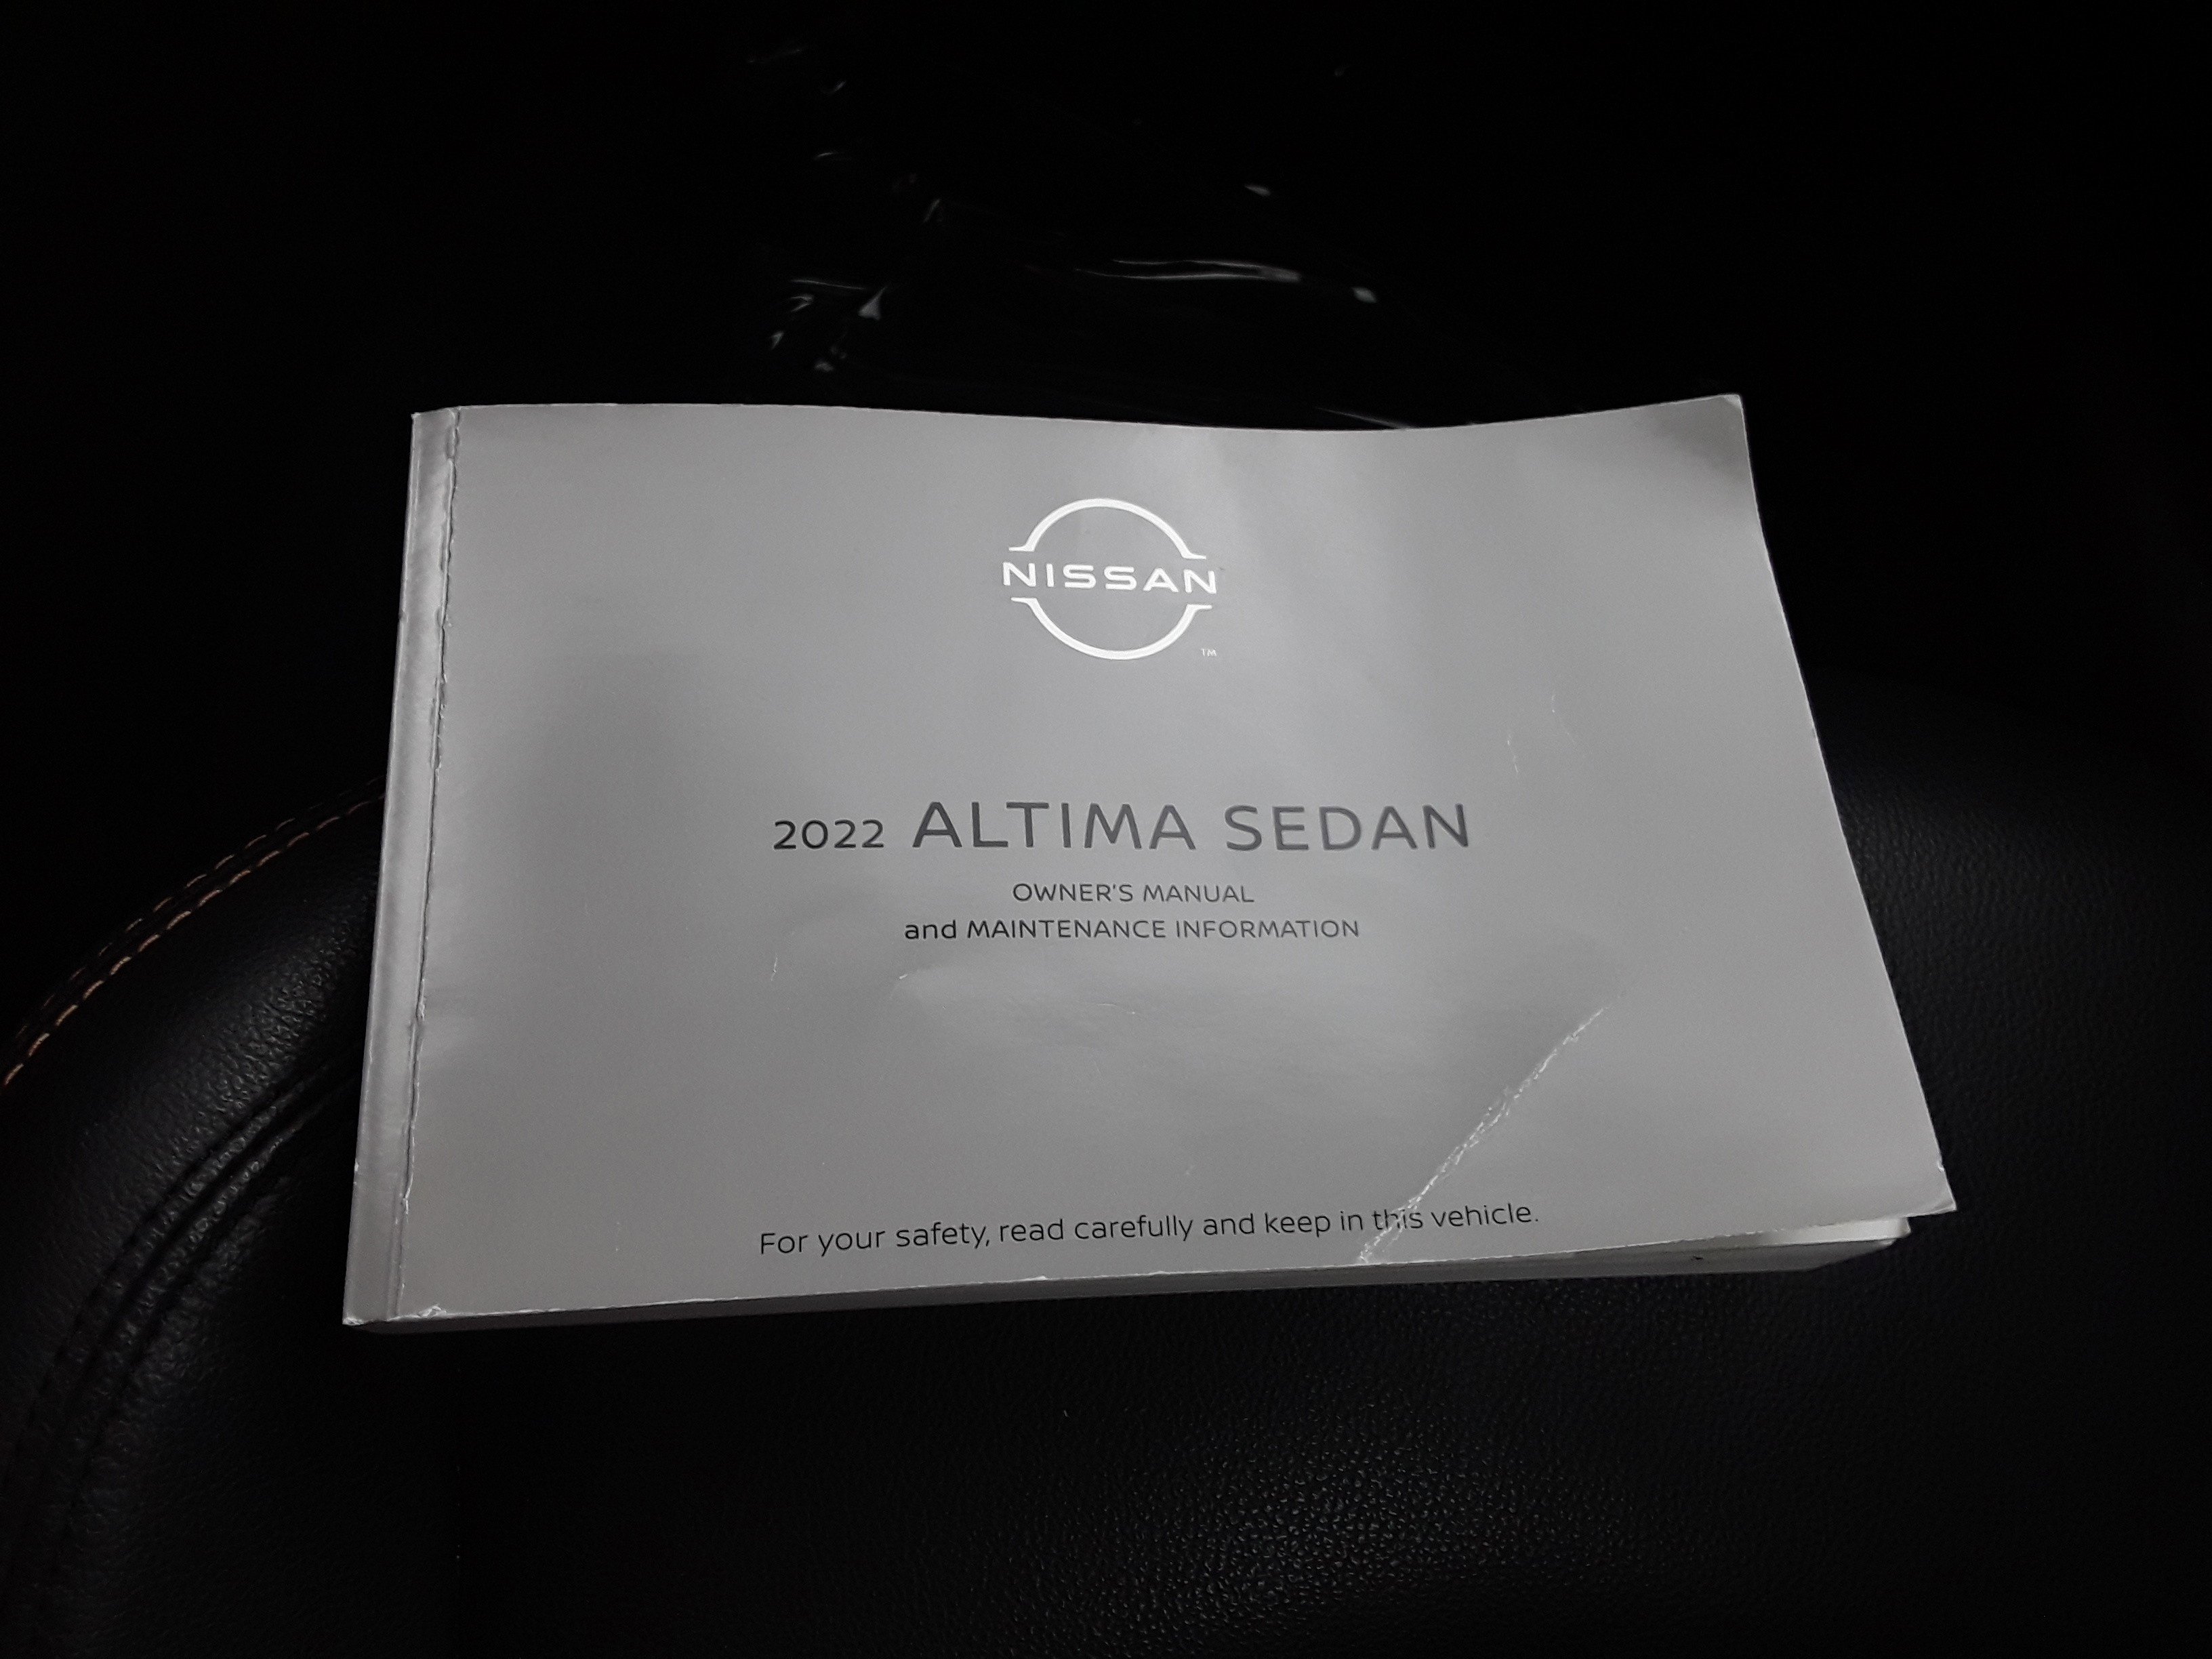 NISSAN
TM
2022 ALTIMA SEDAN
OWNER'S MANUAL
and MAINTENANCE INFORMATION
For your safety, read carefully and keep in this vehicle.